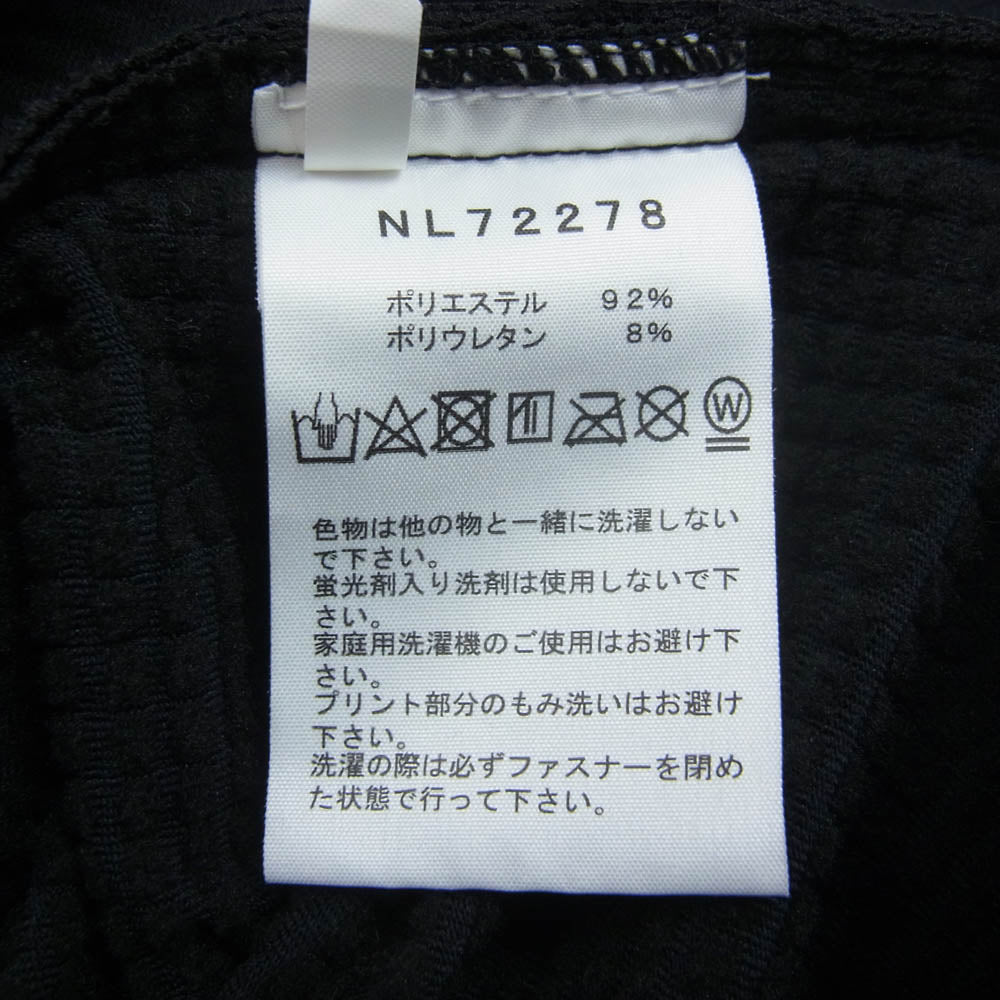 NL72278
ポリエステル 92%
ポリウレタン 8%
W
色物は他の物と一緒に洗濯しない
で下さい。
蛍光剤入り洗剤は使用しないで下
さい。
家庭用洗濯機のご使用はお避け下
さい。
プリント部分のもみ洗いはお避け
下さい。
洗濯の際は必ずファスナーを閉め
た状態で行って下さい。